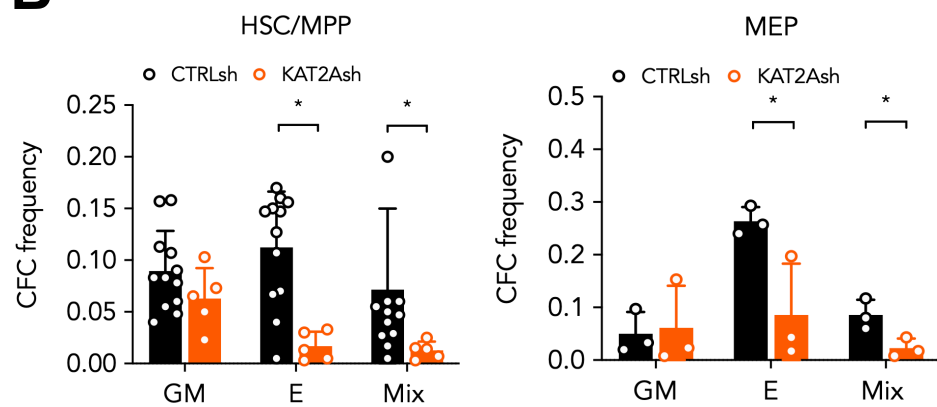 B
HSC/MPP
CTRLsh KAT2Ash
CFC frequency
0.25
0.20
0.15
0.10
0.05
0.00
* *
GM E Mix
MEP
CTRLsh KAT2Ash
CFC frequency
0.5
0.4
0.3
0.2
0.1
0.0
* *
GM E Mix